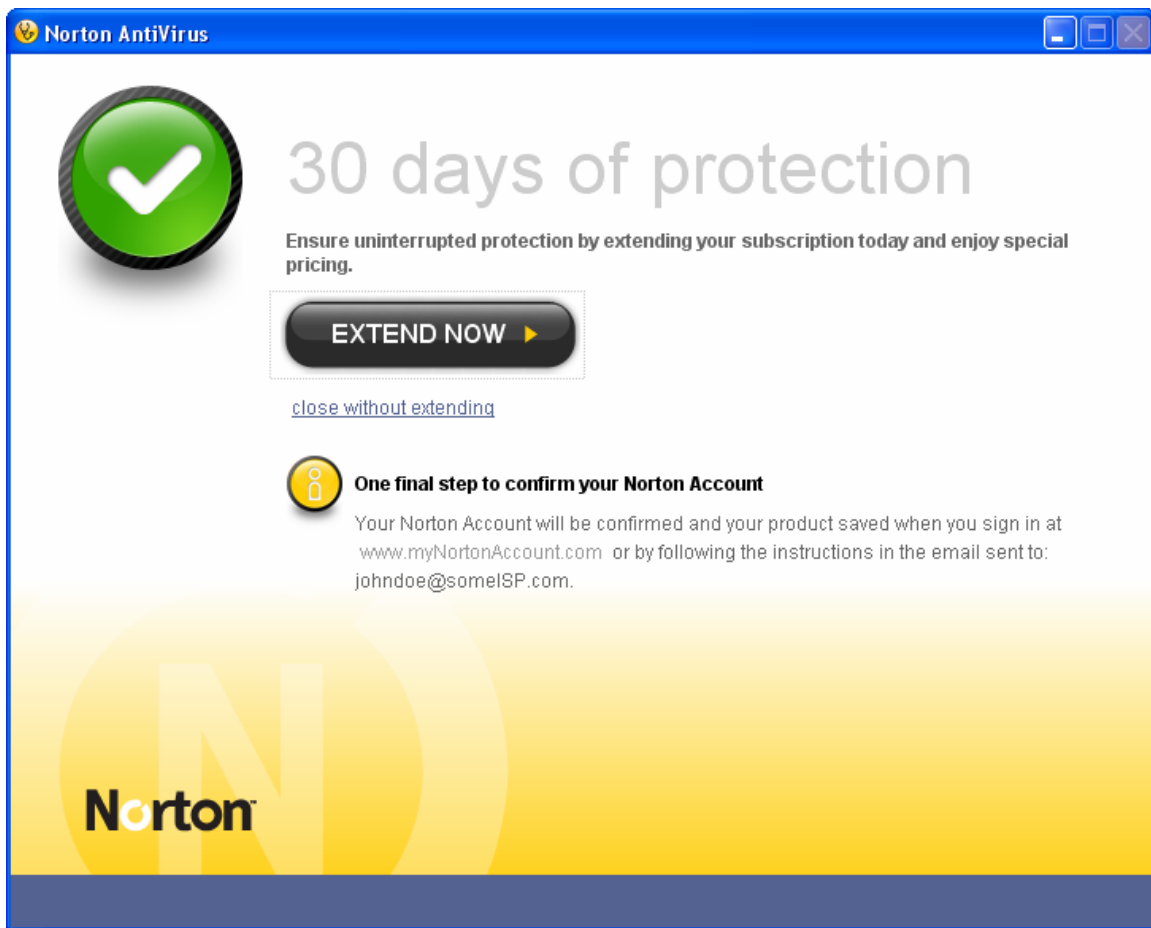 Norton AntiVirus
30 days of protection
Ensure uninterrupted protection by extending your subscription today and enjoy special
pricing.
EXTEND NOW
close without extending
One final step to confirm your Norton Account
Your Norton Account will be confirmed and your product saved when you sign in at
www.myNortonAccount.com or by following the instructions in the email sent to:
johndoe@someISP.com.
Norton